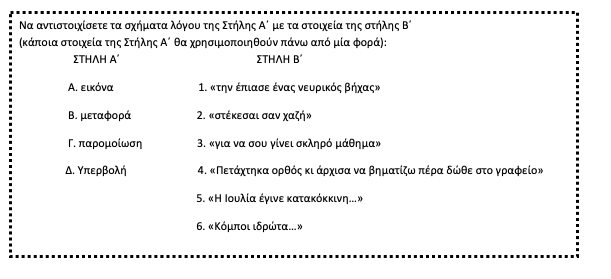 Να αντιστοιχίσετε τα σχήματα λόγου της Στήλης Α΄ με τα στοιχεία της στήλης Β΄
(κάποια στοιχεία της Στήλης Α΄ θα χρησιμοποιηθούν πάνω από μία φορά):
ΣΤΗΛΗ Α΄ ΣΤΗΛΗ Β΄
Α. εικόνα 1. «την έπιασε ένας νευρικός βήχας»
Β. μεταφορά 2. «στέκεσαι σαν χαζή»
Γ. παρομοίωση 3. «για να σου γίνει σκληρό μάθημα»
Δ. Υπερβολή 4. «Πετάχτηκα ορθός κι άρχισα να βηματίζω πέρα δώθε στο γραφείο»
5. «Η Ιουλία έγινε κατακόκκινη...»
6. «Κόμποι ιδρώτα...»